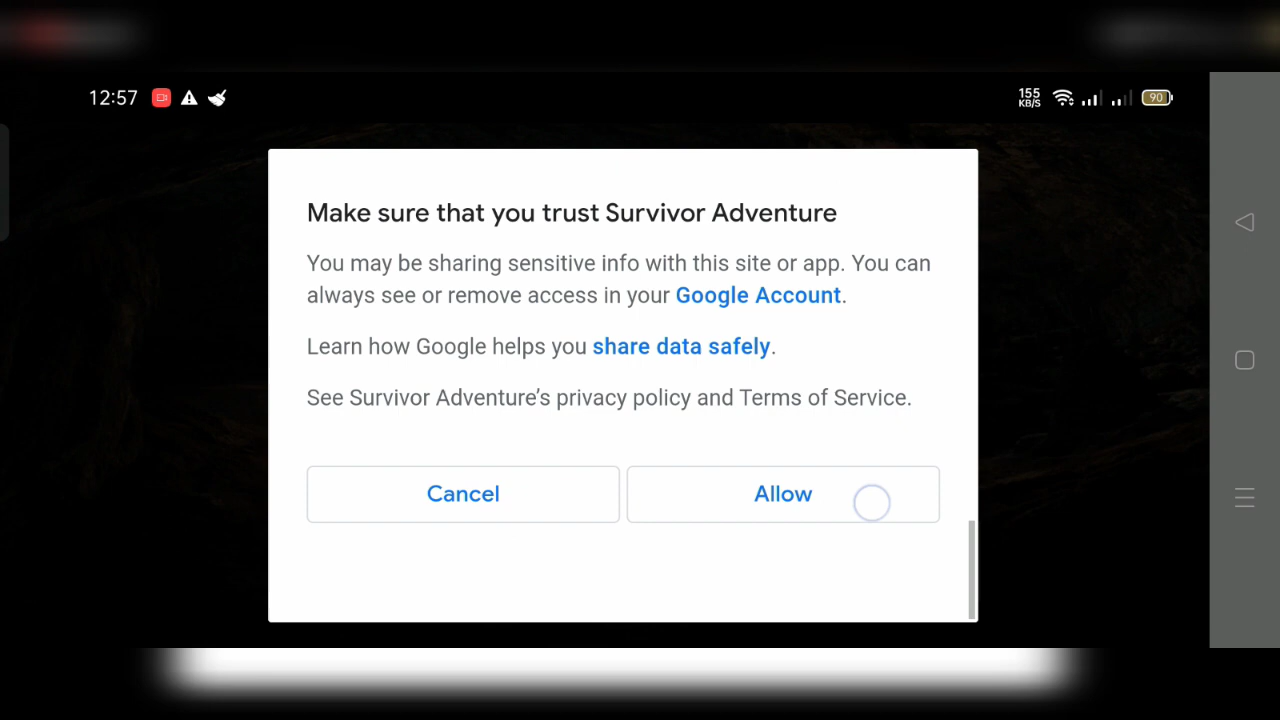 12:57
155
KB/S
90
Make sure that you trust Survivor Adventure
You may be sharing sensitive info with this site or app. You can
always see or remove access in your Google Account.
Learn how Google helps you share data safely.
See Survivor Adventure’s privacy policy and Terms of Service.
Cancel
Allow